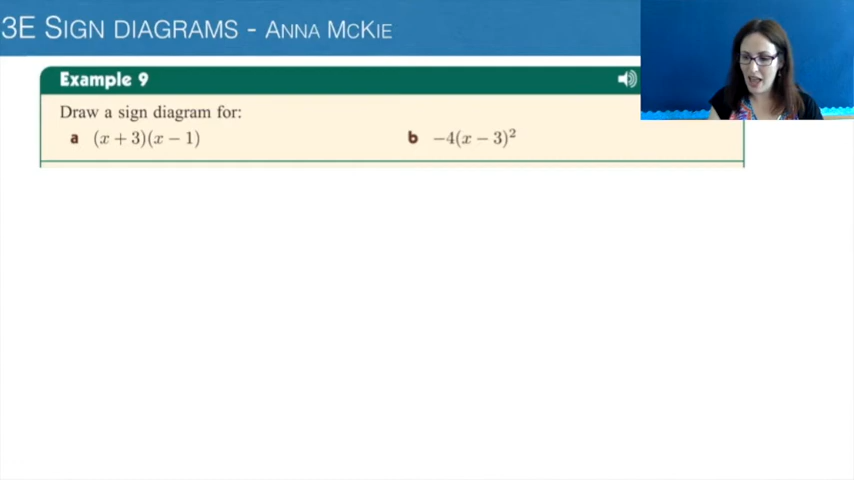 3E SIGN DIAGRAMS - ANNA MCKIE
Example 9
Draw a sign diagram for:
a (x + 3)(x − 1)
b −4(x − 3)²